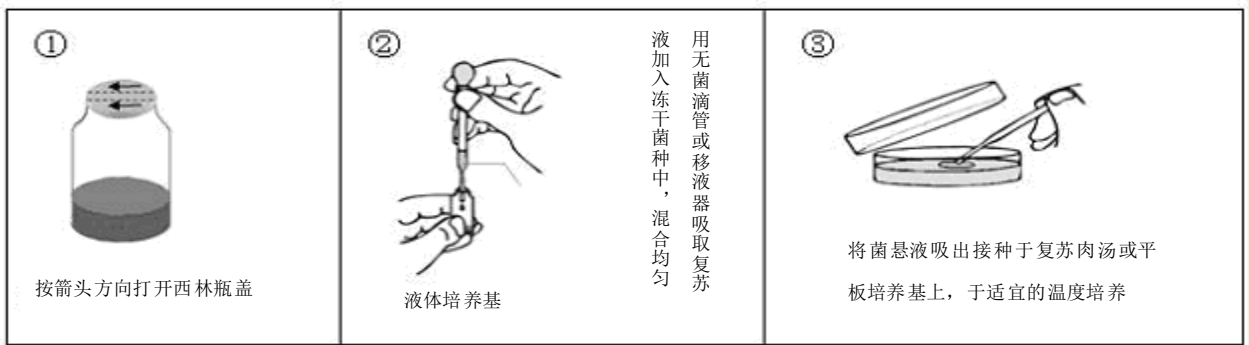 ①
按箭头方向打开西林瓶盖
②
用无菌滴管或移液器吸取复苏
液加入冻干菌种中，混合均匀
液体培养基
③
将菌悬液吸出接种于复苏肉汤或平
板培养基上，于适宜的温度培养